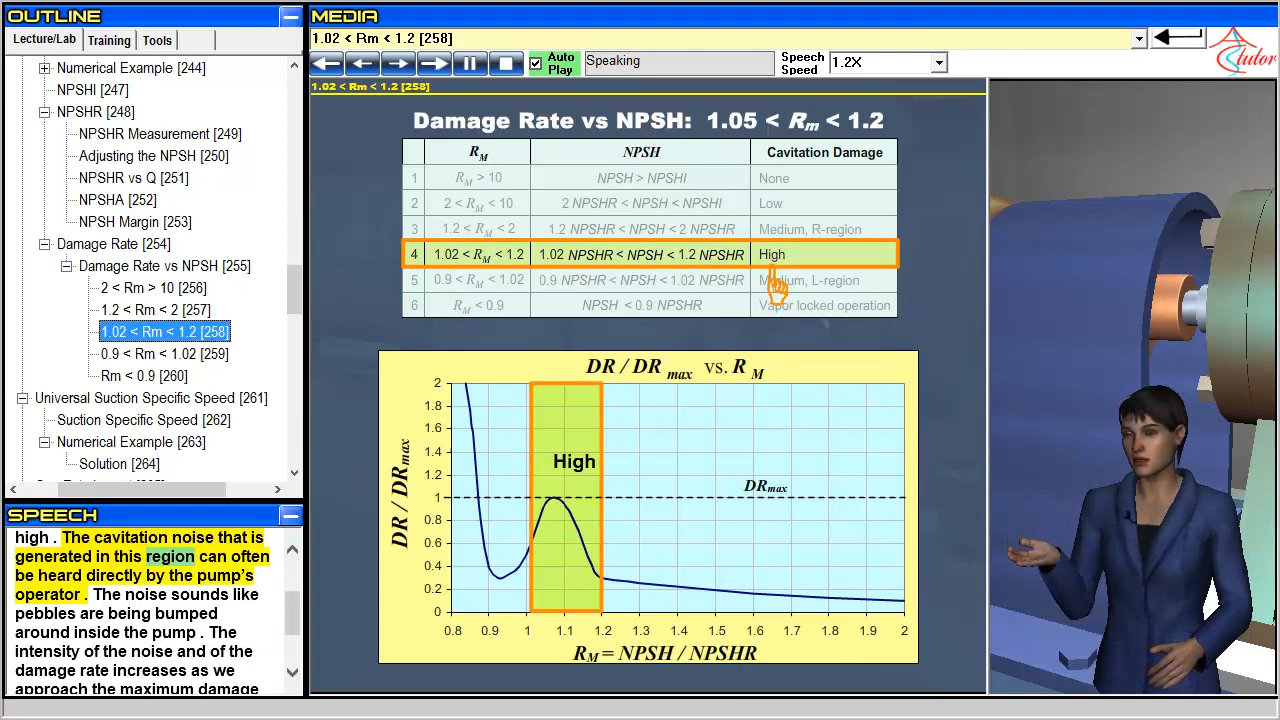 OUTLINE
Lecture/Lab Training Tools
Numerical Example [244]
NPSHI [247]
NPSHR [248]
NPSHR Measurement [249]
Adjusting the NPSH [250]
NPSHR vs Q [251]
NPSHA [252]
NPSH Margin [253]
Damage Rate [254]
Damage Rate vs NPSH [255]
2 < Rm > 10 [256]
1.2 < Rm < 2 [257]
1.02 < Rm < 1.2 [258]
0.9 < Rm < 1.02 [259]
Rm < 0.9 [260]
Universal Suction Specific Speed [261]
Suction Specific Speed [262]
Numerical Example [263]
Solution [264]
SPEECH
high . The cavitation noise that is
generated in this region can often
be heard directly by the pump's
operator . The noise sounds like
pebbles are being bumped
around inside the pump . The
intensity of the noise and of the
damage rate increases as we
approach the maximum damage
MEDIA
1.02 < Rm < 1.2 [258]
Auto
Play
Speaking
Speech
Speed
1.2X
Stutor
1.02 < Rm < 1.2 [258]
Damage Rate vs NPSH: 1.05 < Rm < 1.2
RM NPSH Cavitation Damage
1 RM > 10 NPSH > NPSHI None
2 2 < RM < 10 2 NPSHR < NPSH < NPSHI Low
3 1.2 < RM < 2 1.2 NPSHR < NPSH < 2 NPSHR Medium, R-region
4 1.02 < RM < 1.2 1.02 NPSHR < NPSH < 1.2 NPSHR High
5 0.9 < RM < 1.02 0.9 NPSHR < NPSH < 1.02 NPSHR Medium, L-region
6 RM < 0.9 NPSH < 0.9 NPSHR Vapor locked operation
DR / DR max vs. R M
DR / DRmax
2
1.8
1.6
1.4
1.2
1
0.8
0.6
0.4
0.2
0
High
DRmax
0.8 0.9 1 1.1 1.2 1.3 1.4 1.5 1.6 1.7 1.8 1.9 2
RM = NPSH / NPSHR